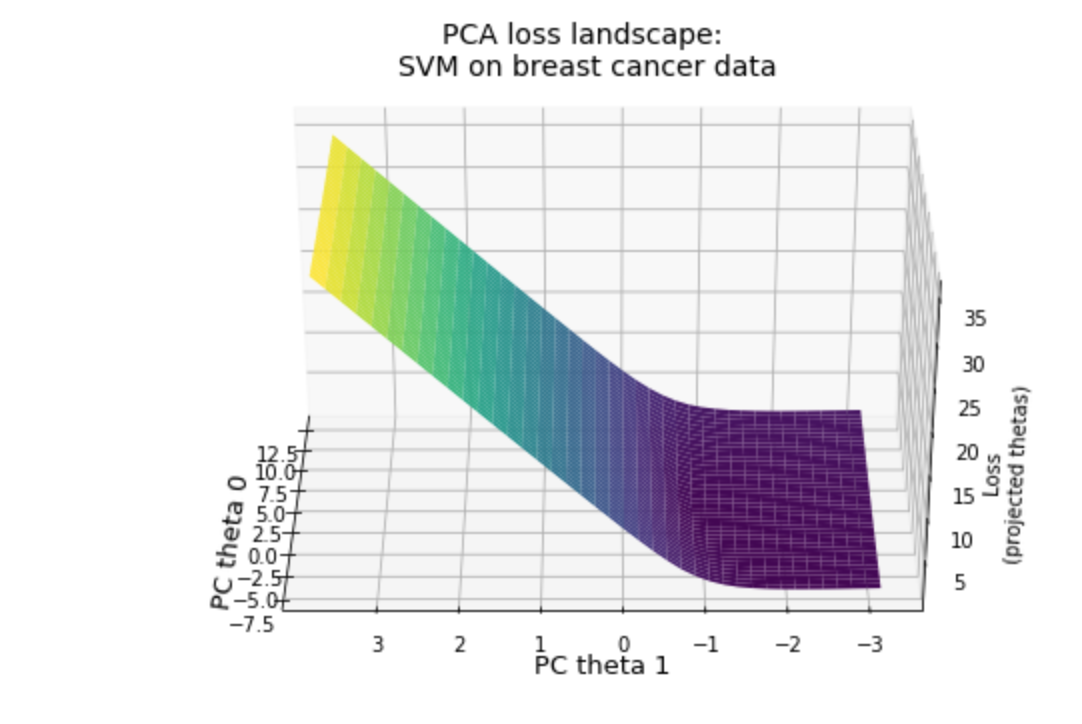 PCA loss landscape:
SVM on breast cancer data
35
30
25
20
15
10
5
Loss
(projected thetas)
12.5
10.0
7.5
5.0
2.5
0.0
−2.5
−5.0
−7.5
PC theta 0
3 2 1 0 −1 −2 −3
PC theta 1